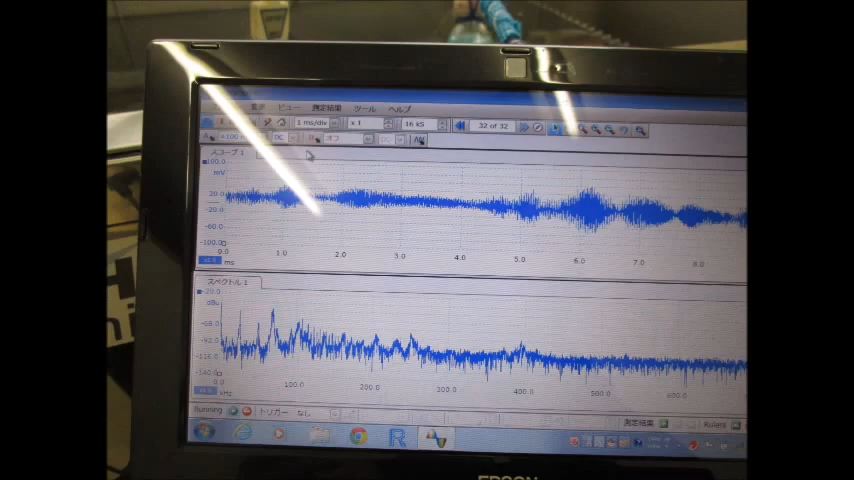 表示 ビュー 測定結果 ツール ヘルプ
1 ms/div x 1 16 kS 32 of 32
A ±100 m DC オフ
スコープ 1
100.0
mV
20.0
-20.0
-60.0
-100.0
0.0 1.0 2.0 3.0 4.0 5.0 6.0 7.0 8.0
ms
スペクトル 1
-20.0
dBu
-68.0
-92.0
-116.0
-140.0
0.0 100.0 200.0 300.0 400.0 500.0 600.0
kHz
Running トリガー なし 測定結果 Rulers
EPSON